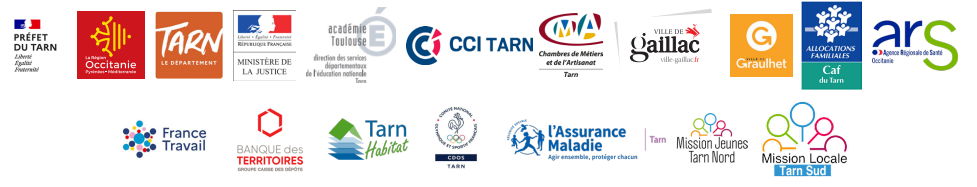 PRÉFET
DU TARN
Liberté
Égalité
Fraternité
La Région
Occitanie
Pyrénées - Méditerranée
TARN
LE DÉPARTEMENT
Liberté • Égalité • Fraternité
RÉPUBLIQUE FRANÇAISE
MINISTÈRE DE
LA JUSTICE
académie
Toulouse
direction des services
départementaux
de l'éducation nationale
Tarn
CCI TARN
CMA
Chambres de Métiers
et de l'Artisanat
Tarn
VILLE DE
gaillac
ville-gaillac.fr
G
VILLE DE
Graulhet
ALLOCATIONS
FAMILIALES
Caf
du Tarn
ars
Agence Régionale de Santé
Occitanie
France
Travail
BANQUE des
TERRITOIRES
GROUPE CAISSE DES DÉPÔTS
Tarn
Habitat
COMITÉ NATIONAL
OLYMPIQUE ET SPORTIF FRANÇAIS
CDOS
TARN
SÉCURITÉ SOCIALE
l'Assurance
Maladie
Agir ensemble, protéger chacun
Tarn
Mission Jeunes
Tarn Nord
Mission Locale
Tarn Sud